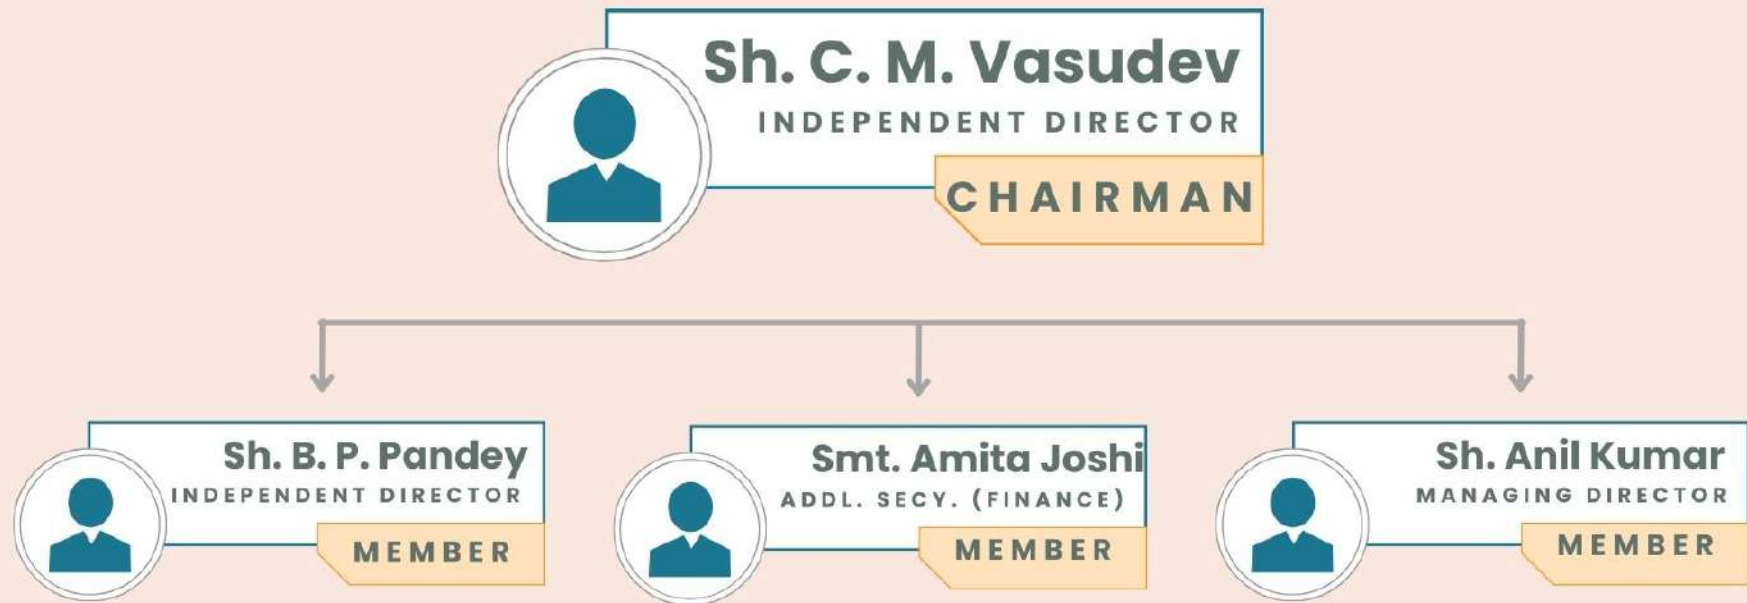 Sh. C. M. Vasudev
INDEPENDENT DIRECTOR
CHAIRMAN
Sh. B. P. Pandey
INDEPENDENT DIRECTOR
MEMBER
Smt. Amita Joshi
ADDL. SECY. (FINANCE)
MEMBER
Sh. Anil Kumar
MANAGING DIRECTOR
MEMBER